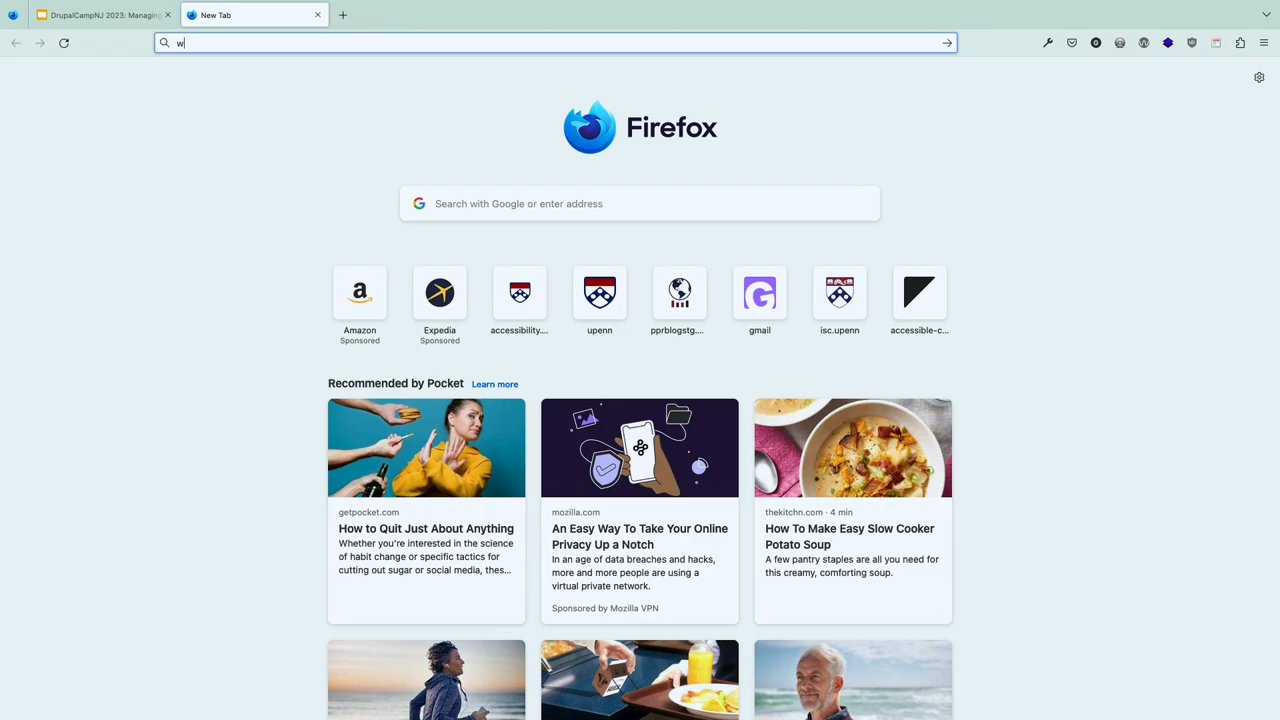 DrupalCampNJ 2023: Managing
New Tab
w
Firefox
Search with Google or enter address
Amazon
Sponsored
Expedia
Sponsored
accessibility....
upenn
pprblogstg....
gmail
isc.upenn
accessible-c...
Recommended by Pocket Learn more
getpocket.com
How to Quit Just About Anything
Whether you're interested in the science
of habit change or specific tactics for
cutting out sugar or social media, thes...
mozilla.com
An Easy Way To Take Your Online
Privacy Up a Notch
In an age of data breaches and hacks,
more and more people are using a
virtual private network.
Sponsored by Mozilla VPN
thekitchn.com · 4 min
How To Make Easy Slow Cooker
Potato Soup
A few pantry staples are all you need for
this creamy, comforting soup.